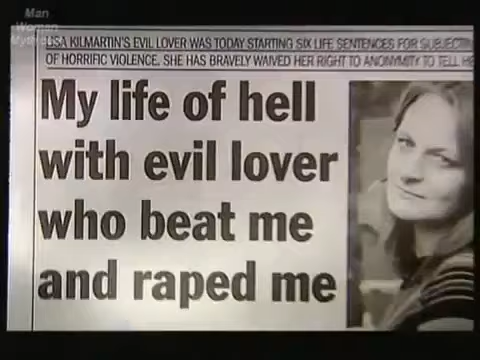 Man
Woman
LISA KILMARTIN'S EVIL LOVER WAS TODAY STARTING SIX LIFE SENTENCES FOR
OF HORRIFIC VIOLENCE. SHE HAS BRAVELY WAIVED HER RIGHT TO ANONYMITY TO TELL
My life of hell
with evil lover
who beat me
and raped me